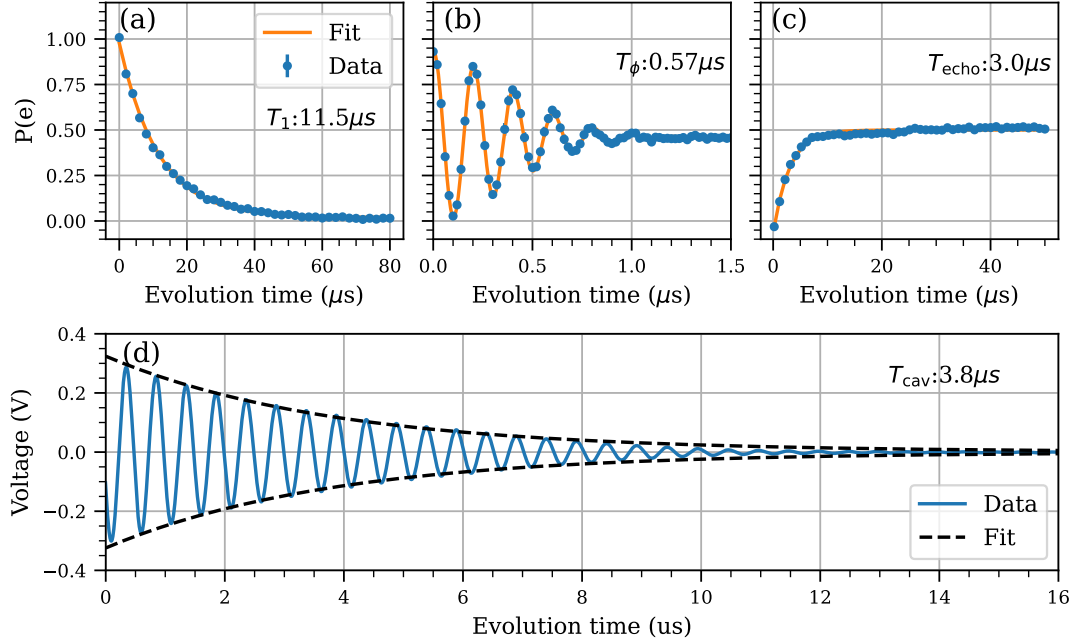 (a)
Fit
Data
T1:11.5μs
1.00
0.75
0.50
0.25
0.00
P(e)
0 20 40 60 80
Evolution time (μs)
(b)
Tϕ:0.57μs
0.0 0.5 1.0 1.5
Evolution time (μs)
(c)
Techo:3.0μs
0 20 40
Evolution time (μs)
(d)
Tcav:3.8μs
0.4
0.2
0.0
−0.2
−0.4
Voltage (V)
Data
Fit
0 2 4 6 8 10 12 14 16
Evolution time (us)